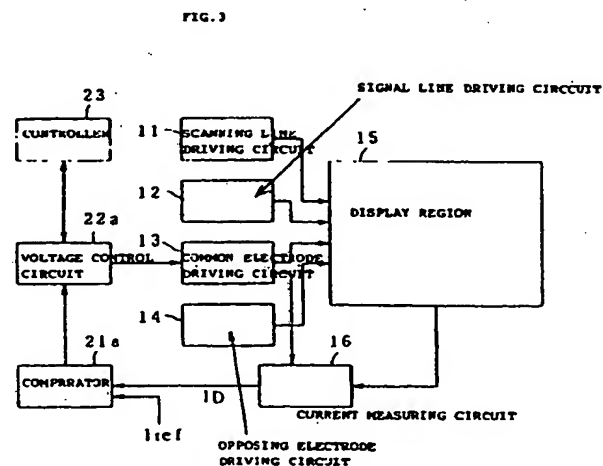 FIG.3
SIGNAL LINE DRIVING CIRCCUIT
23
CONTROLLER
11
SCANNING LINE
DRIVING CIRCUIT
15
12
DISPLAY REGION
22a
13
VOLTAGE CONTROL
CIRCUIT
COMMON ELECTRODE
DRIVING CIRCUIT
14
21a
16
COMPARATOR
ID
Iref
CURRENT MEASURING CIRCUIT
OPPOSING ELECTRODE
DRIVING CIRCUIT